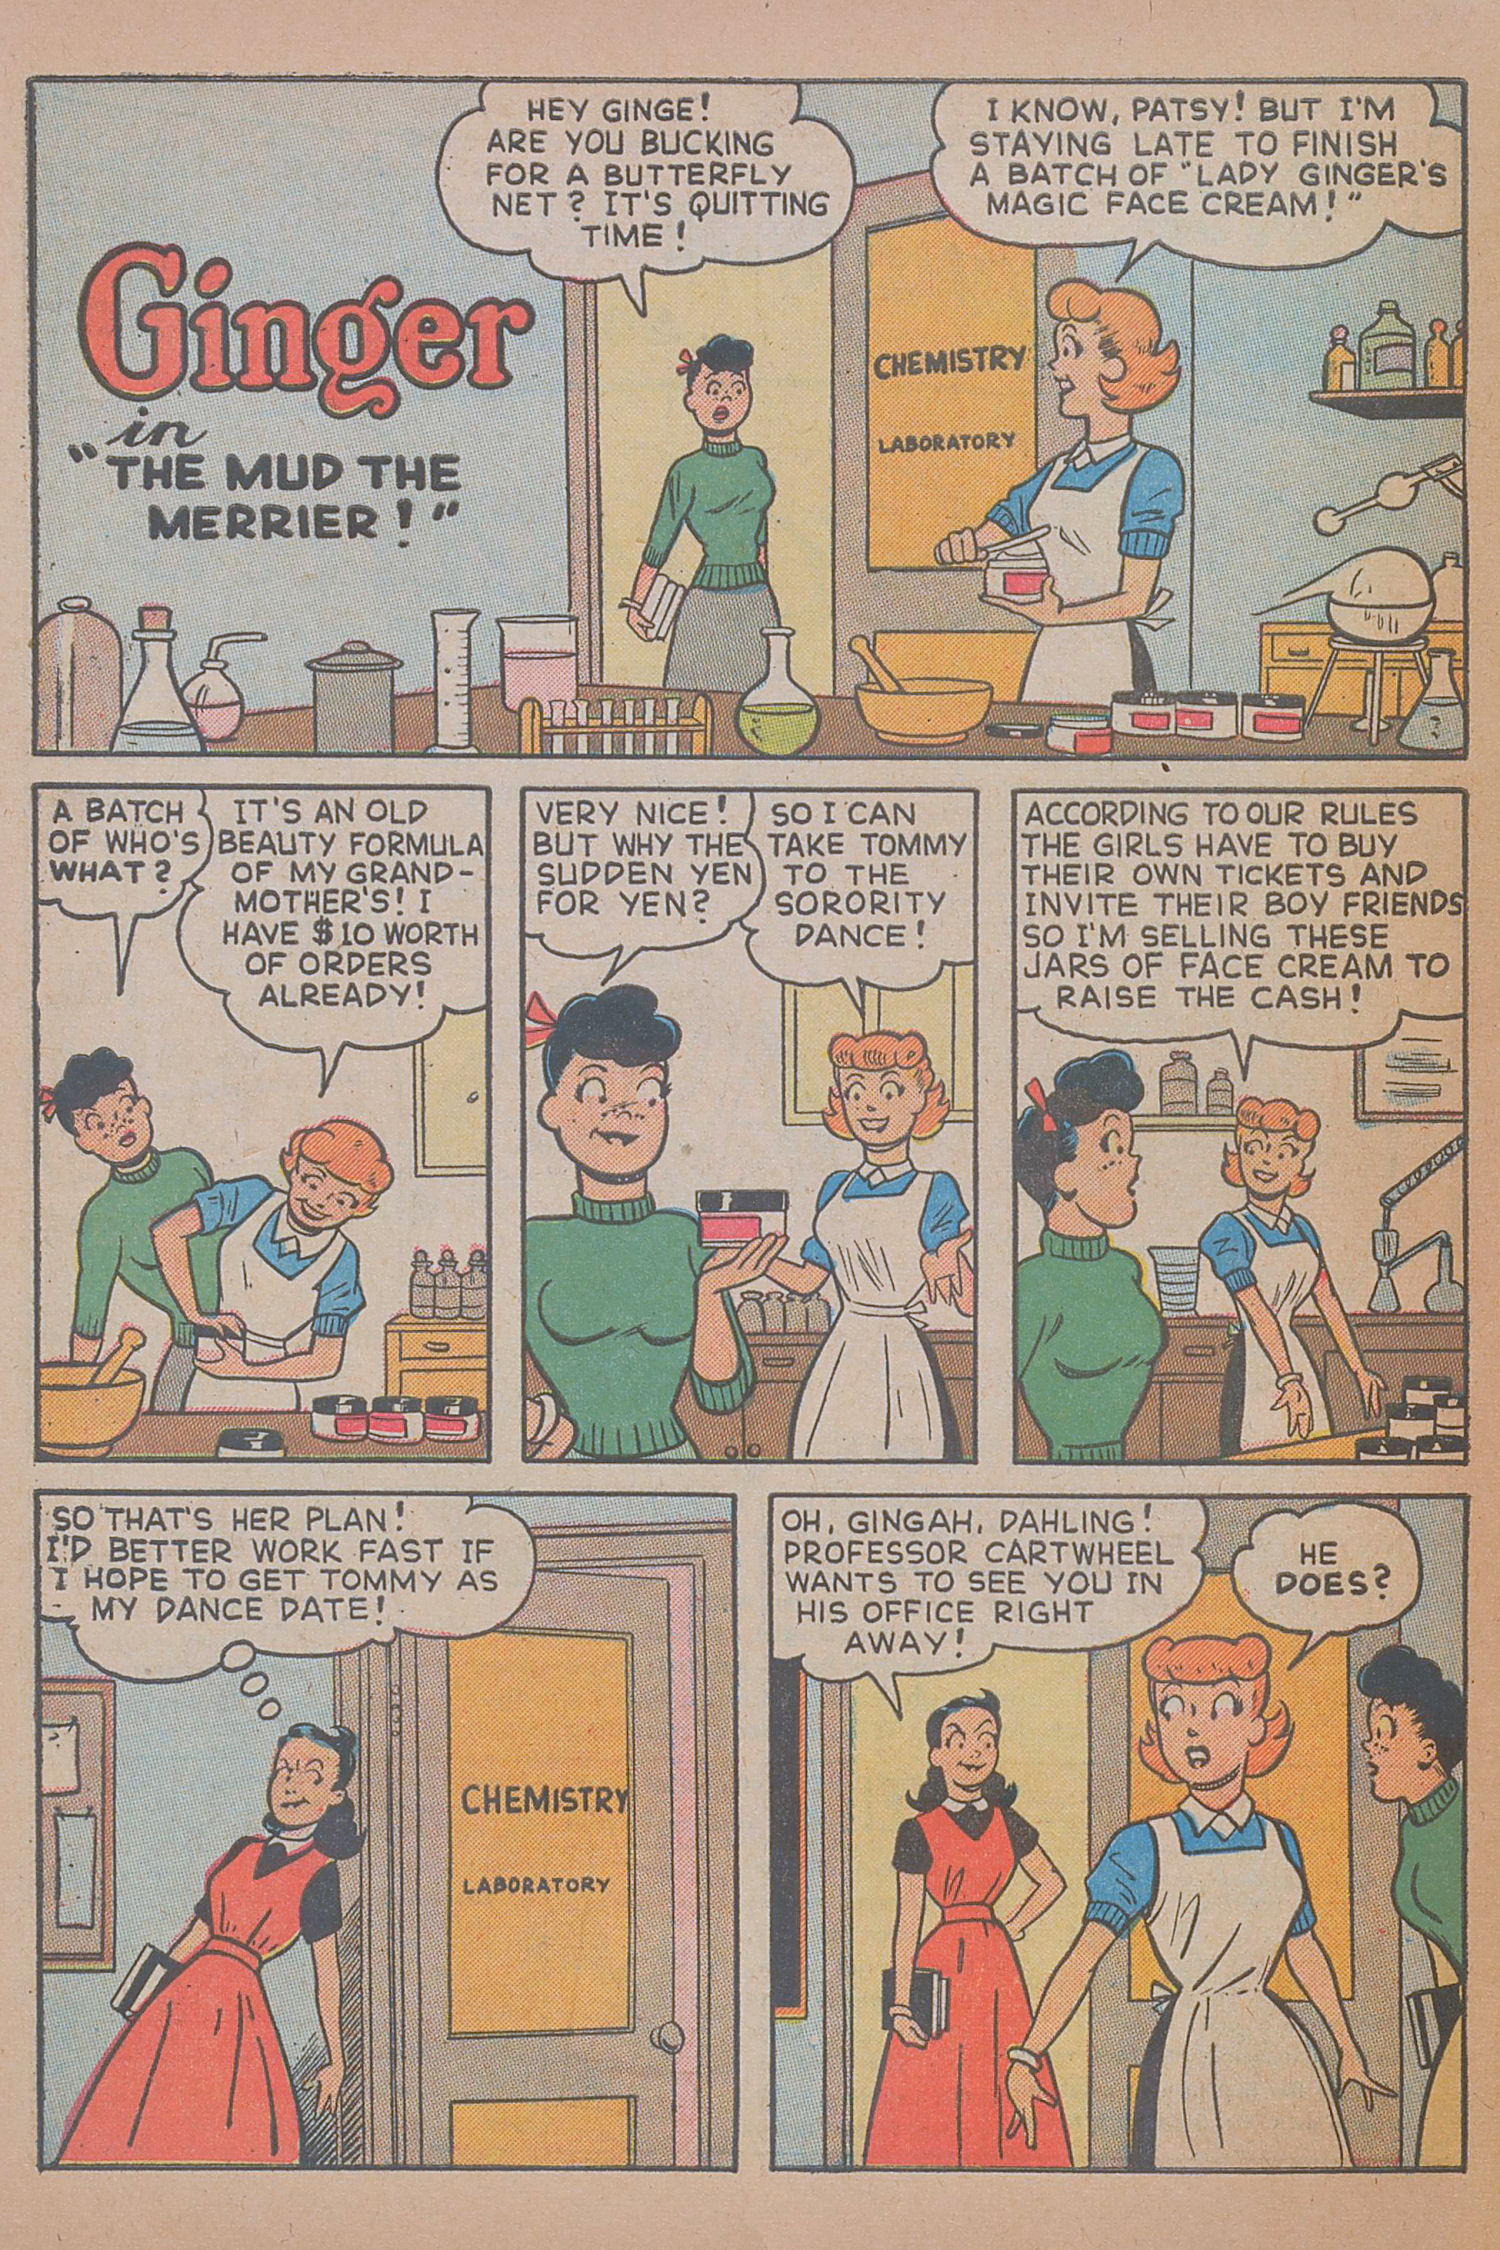 HEY GINGE!
ARE YOU BUCKING
FOR A BUTTERFLY
NET? IT'S QUITTING
TIME!
I KNOW, PATSY! BUT I'M
STAYING LATE TO FINISH
A BATCH OF "LADY GINGER'S
MAGIC FACE CREAM!"
Ginger
in
"THE MUD THE
MERRIER!"
CHEMISTRY
LABORATORY
A BATCH
OF WHO'S
WHAT?
IT'S AN OLD
BEAUTY FORMULA
OF MY GRAND-
MOTHER'S! I
HAVE $10 WORTH
OF ORDERS
ALREADY!
VERY NICE!
BUT WHY THE
SUDDEN YEN
FOR YEN?
SO I CAN
TAKE TOMMY
TO THE
SORORITY
DANCE!
ACCORDING TO OUR RULES
THE GIRLS HAVE TO BUY
THEIR OWN TICKETS AND
INVITE THEIR BOY FRIENDS
SO I'M SELLING THESE
JARS OF FACE CREAM TO
RAISE THE CASH!
SO THAT'S HER PLAN!
I'D BETTER WORK FAST IF
I HOPE TO GET TOMMY AS
MY DANCE DATE!
CHEMISTRY
LABORATORY
OH, GINGAH, DAHLING!
PROFESSOR CARTWHEEL
WANTS TO SEE YOU IN
HIS OFFICE RIGHT
AWAY!
HE
DOES?